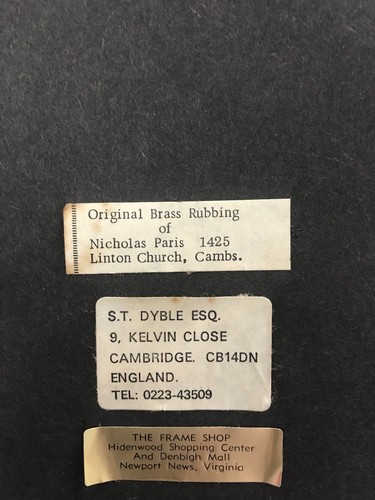 Original Brass Rubbing
of
Nicholas Paris 1425
Linton Church, Cambs.
S.T. DYBLE ESQ.
9, KELVIN CLOSE
CAMBRIDGE. CB14DN
ENGLAND.
TEL: 0223-43509
THE FRAME SHOP
Hidenwood Shopping Center
And Denbigh Mall
Newport News, Virginia